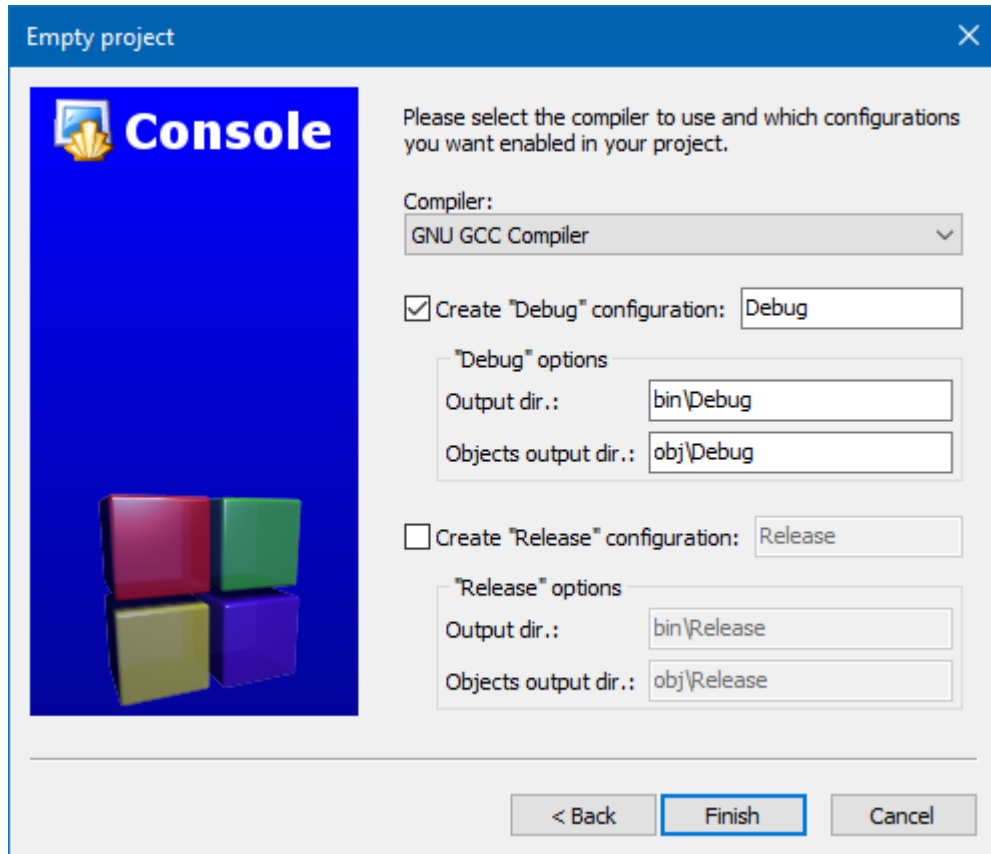 Empty project
Console
Please select the compiler to use and which configurations
you want enabled in your project.
Compiler:
GNU GCC Compiler
Create "Debug" configuration: Debug
"Debug" options
Output dir.: bin\Debug
Objects output dir.: obj\Debug
Create "Release" configuration: Release
"Release" options
Output dir.: bin\Release
Objects output dir.: obj\Release
< Back Finish Cancel